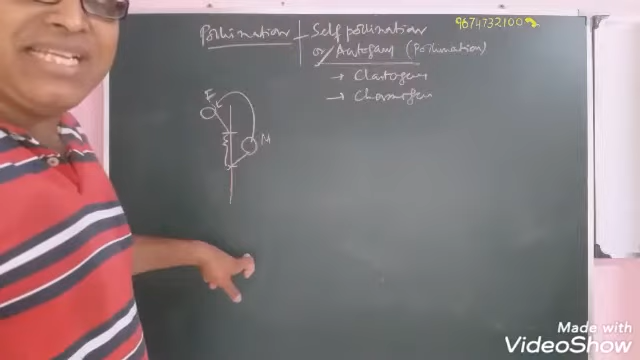 Pollination Self pollination 9674732100
or Autogamy (Pollination)
→ Cleistogamy
→ Chasmogamy
F
M
Made with
VideoShow